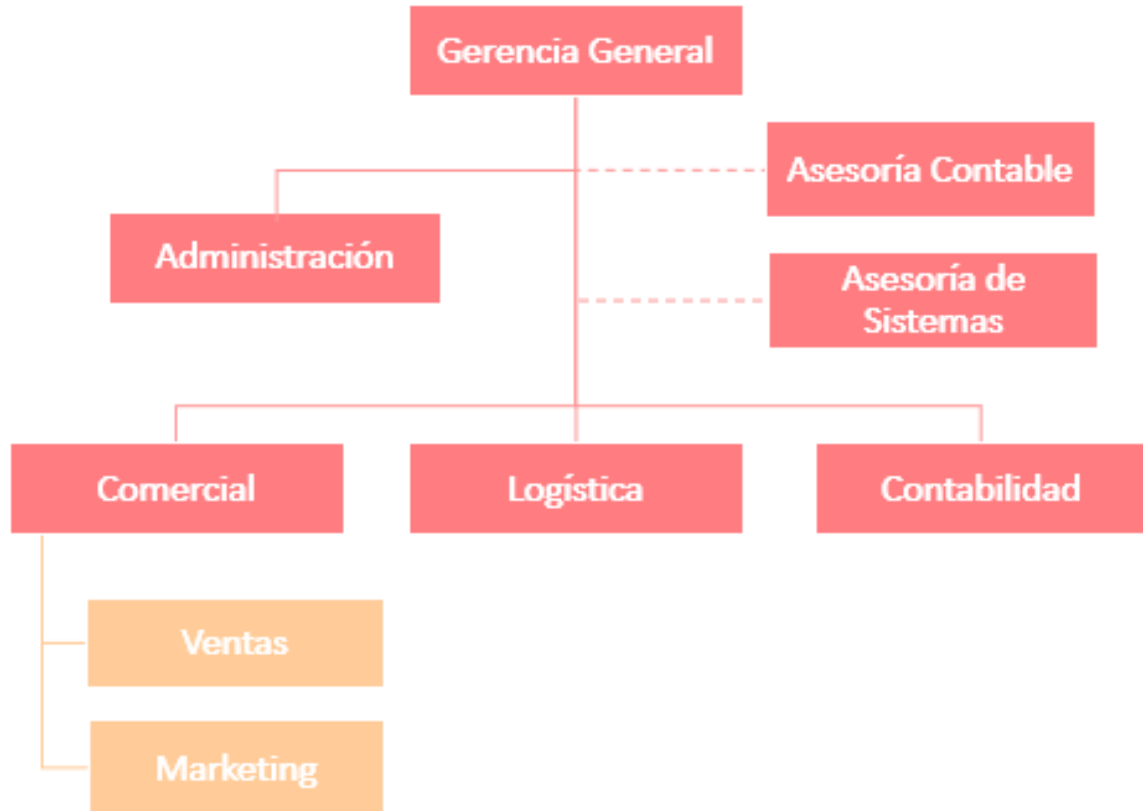 Gerencia General
Asesoría Contable
Administración
Asesoría de
Sistemas
Comercial
Logística
Contabilidad
Ventas
Marketing